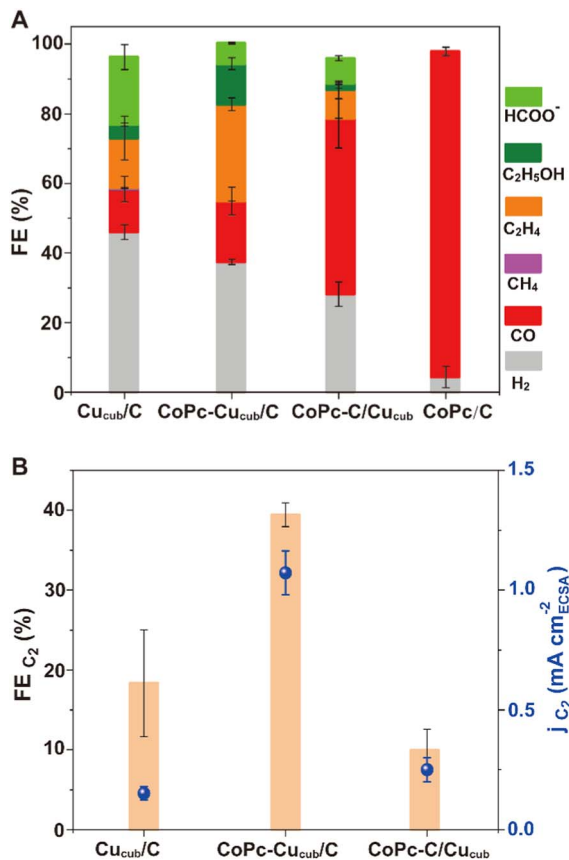 A
100
80
60
40
20
0
FE (%)
Cu_cub/C CoPc-Cu_cub/C CoPc-C/Cu_cub CoPc/C
HCOO⁻
C₂H₅OH
C₂H₄
CH₄
CO
H₂
B
40
30
20
10
0
FE C₂ (%)
1.5
1.0
0.5
0.0
j C₂ (mA cm⁻²ECSA)
Cu_cub/C CoPc-Cu_cub/C CoPc-C/Cu_cub